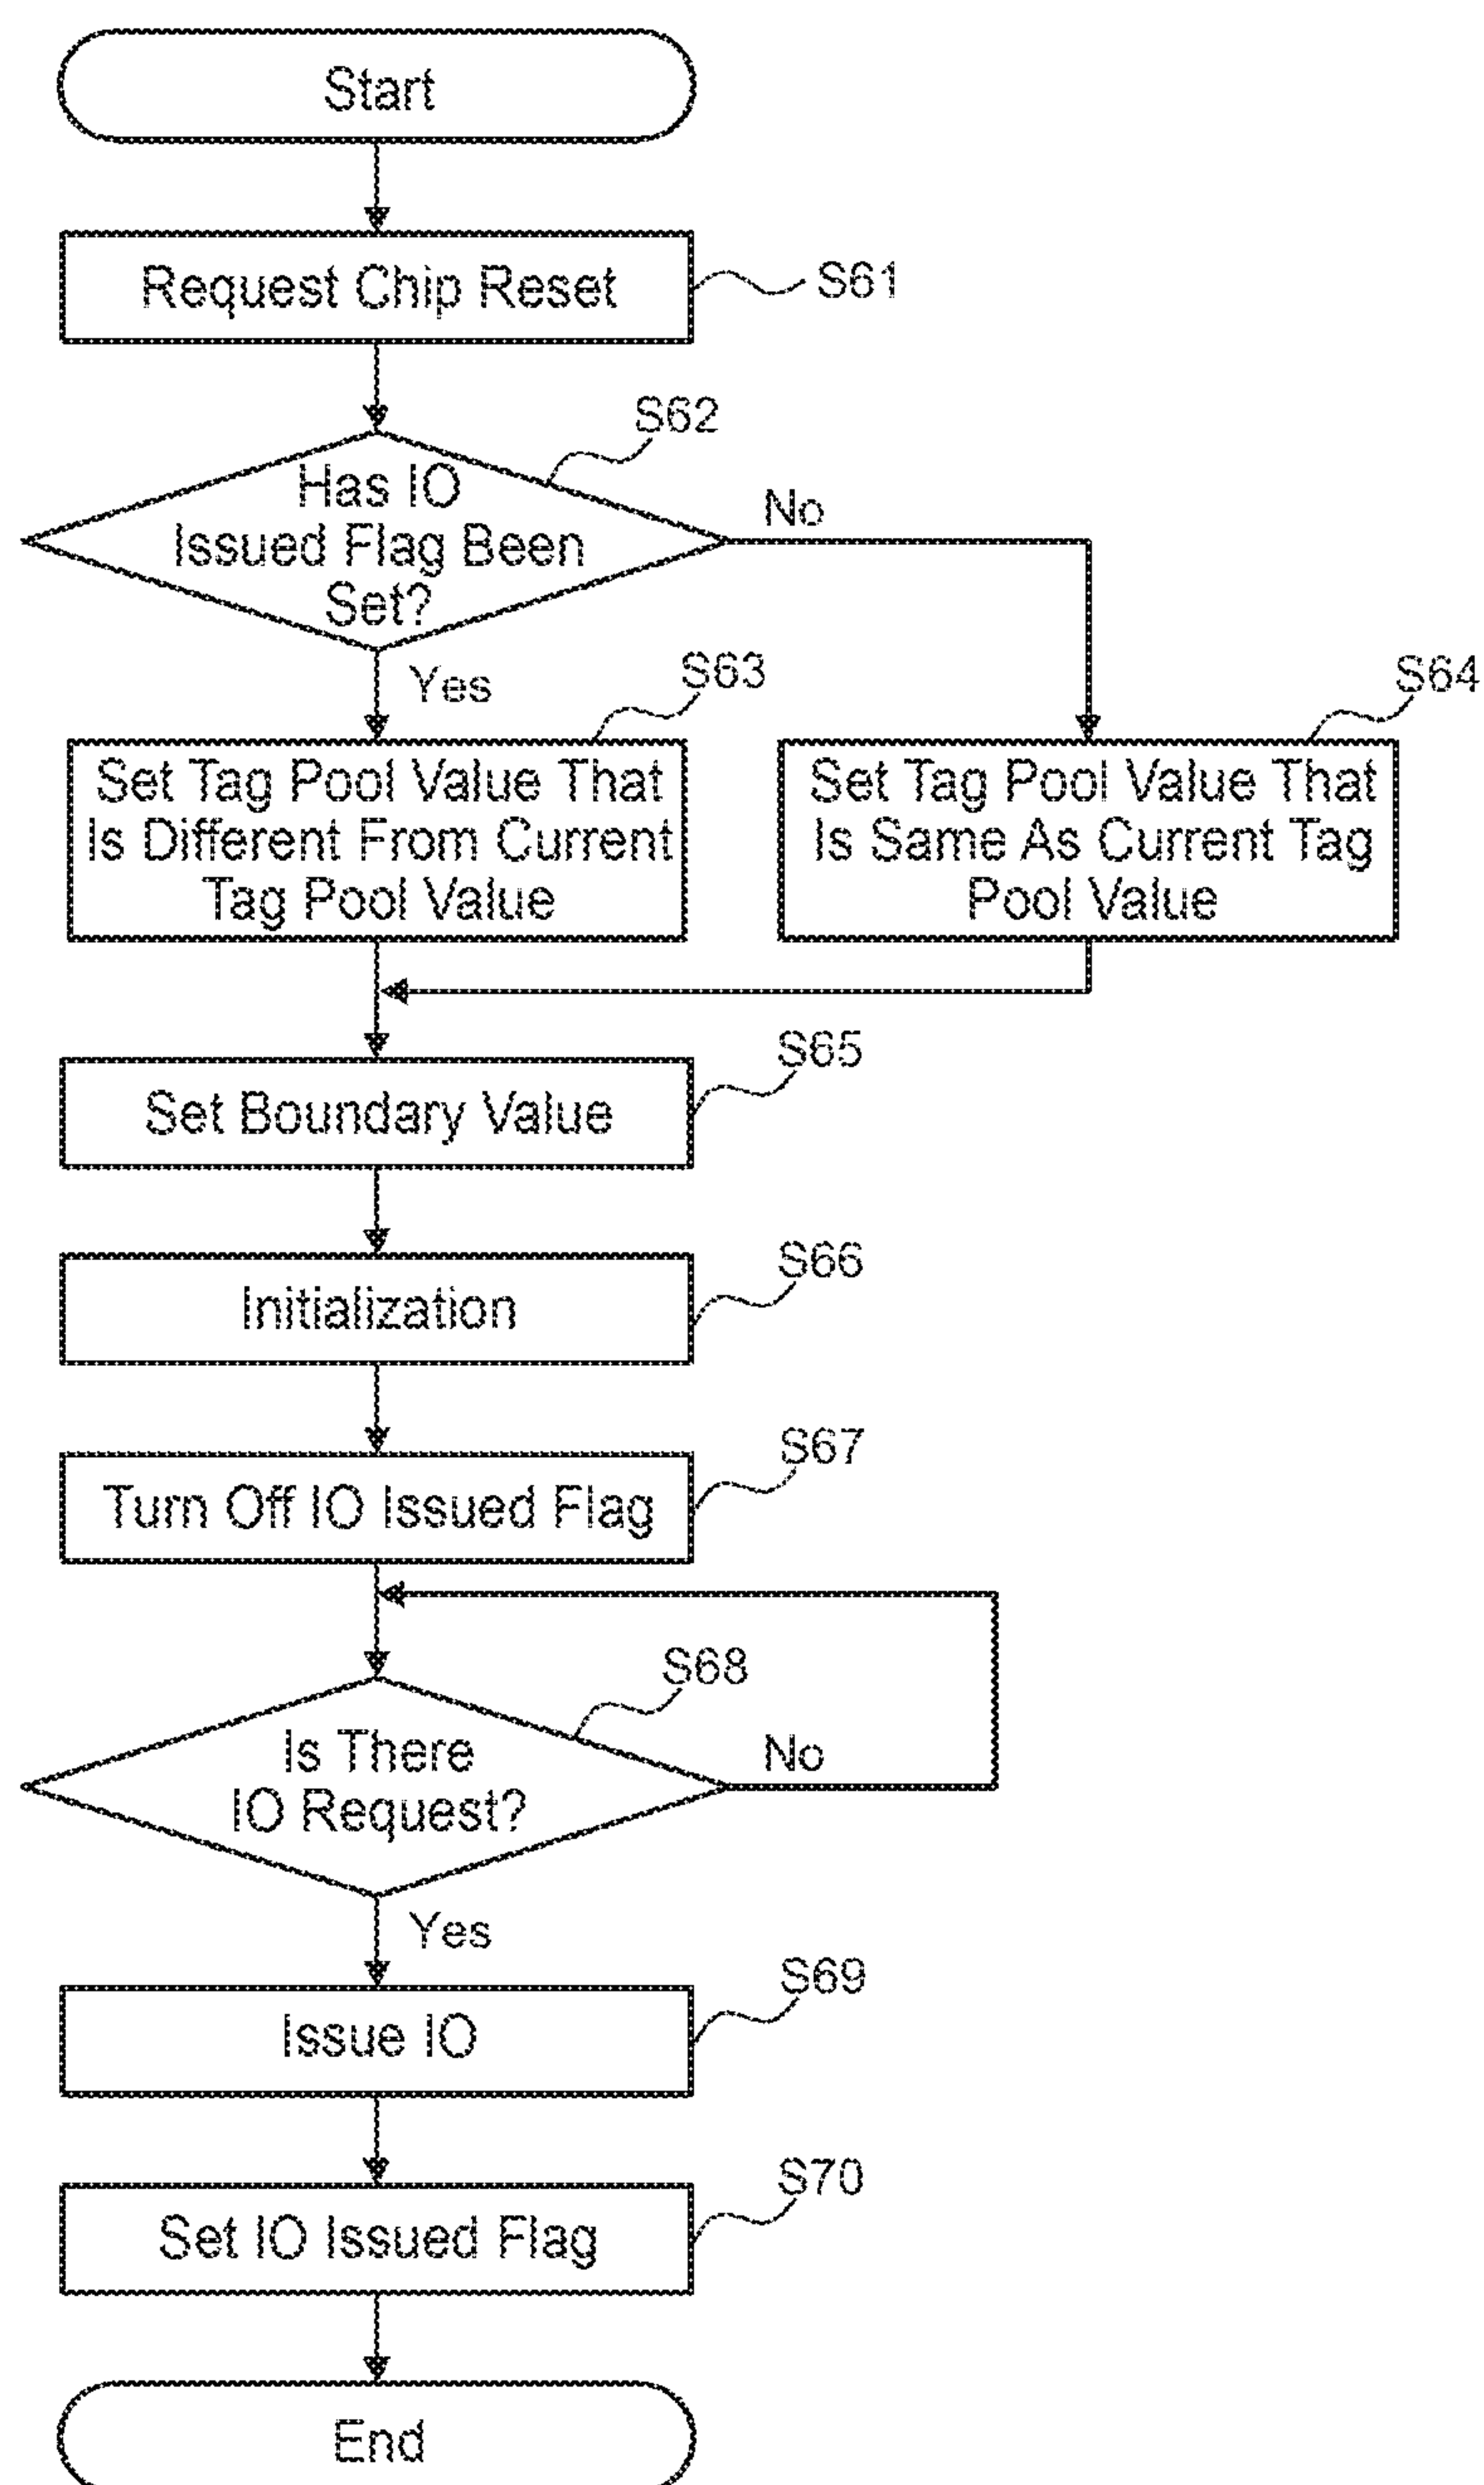 Start
Request Chip Reset
S61
S62
Has IO
Issued Flag Been
Set?
No
Yes
S63
S64
Set Tag Pool Value That
Is Different From Current
Tag Pool Value
Set Tag Pool Value That
Is Same As Current Tag
Pool Value
S65
Set Boundary Value
S66
Initialization
S67
Turn Off IO Issued Flag
S68
Is There
IO Request?
No
Yes
S69
Issue IO
S70
Set IO Issued Flag
End